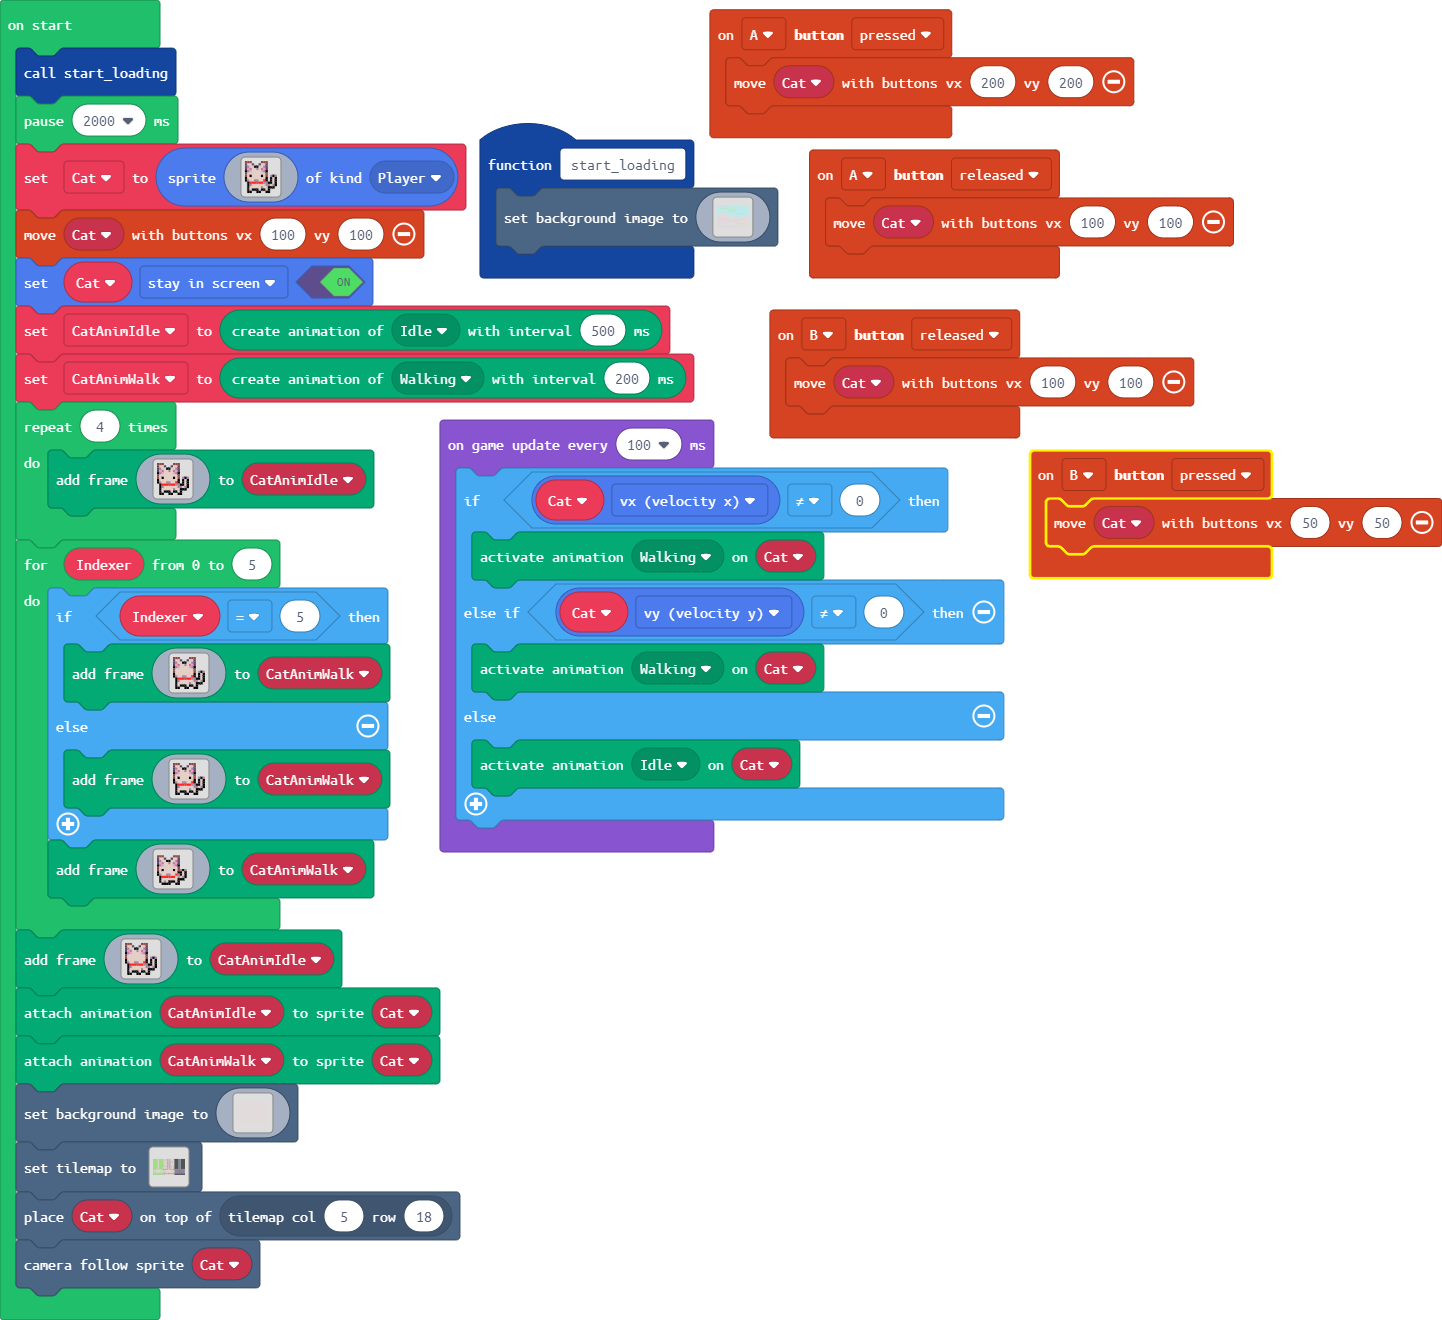 on start
call start_loading
pause 2000 ms
set Cat to sprite of kind Player
move Cat with buttons vx 100 vy 100
set Cat stay in screen ON
set CatAnimIdle to create animation of Idle with interval 500 ms
set CatAnimWalk to create animation of Walking with interval 200 ms
repeat 4 times
do add frame to CatAnimIdle
for Indexer from 0 to 5
do if Indexer = 5 then
add frame to CatAnimWalk
else
add frame to CatAnimWalk
add frame to CatAnimWalk
add frame to CatAnimIdle
attach animation CatAnimIdle to sprite Cat
attach animation CatAnimWalk to sprite Cat
set background image to
set tilemap to
place Cat on top of tilemap col 5 row 18
camera follow sprite Cat
function start_loading
set background image to
on game update every 100 ms
if Cat vx (velocity x) ≠ 0 then
activate animation Walking on Cat
else if Cat vy (velocity y) ≠ 0 then
activate animation Walking on Cat
else
activate animation Idle on Cat
on A button pressed
move Cat with buttons vx 200 vy 200
on A button released
move Cat with buttons vx 100 vy 100
on B button released
move Cat with buttons vx 100 vy 100
on B button pressed
move Cat with buttons vx 50 vy 50